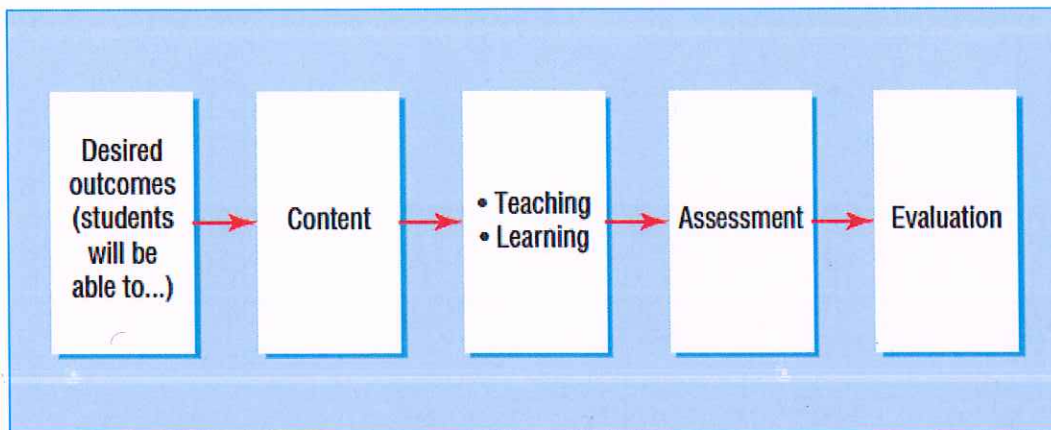 Desired
outcomes
(students
will be
able to...)
Content
• Teaching
• Learning
Assessment
Evaluation